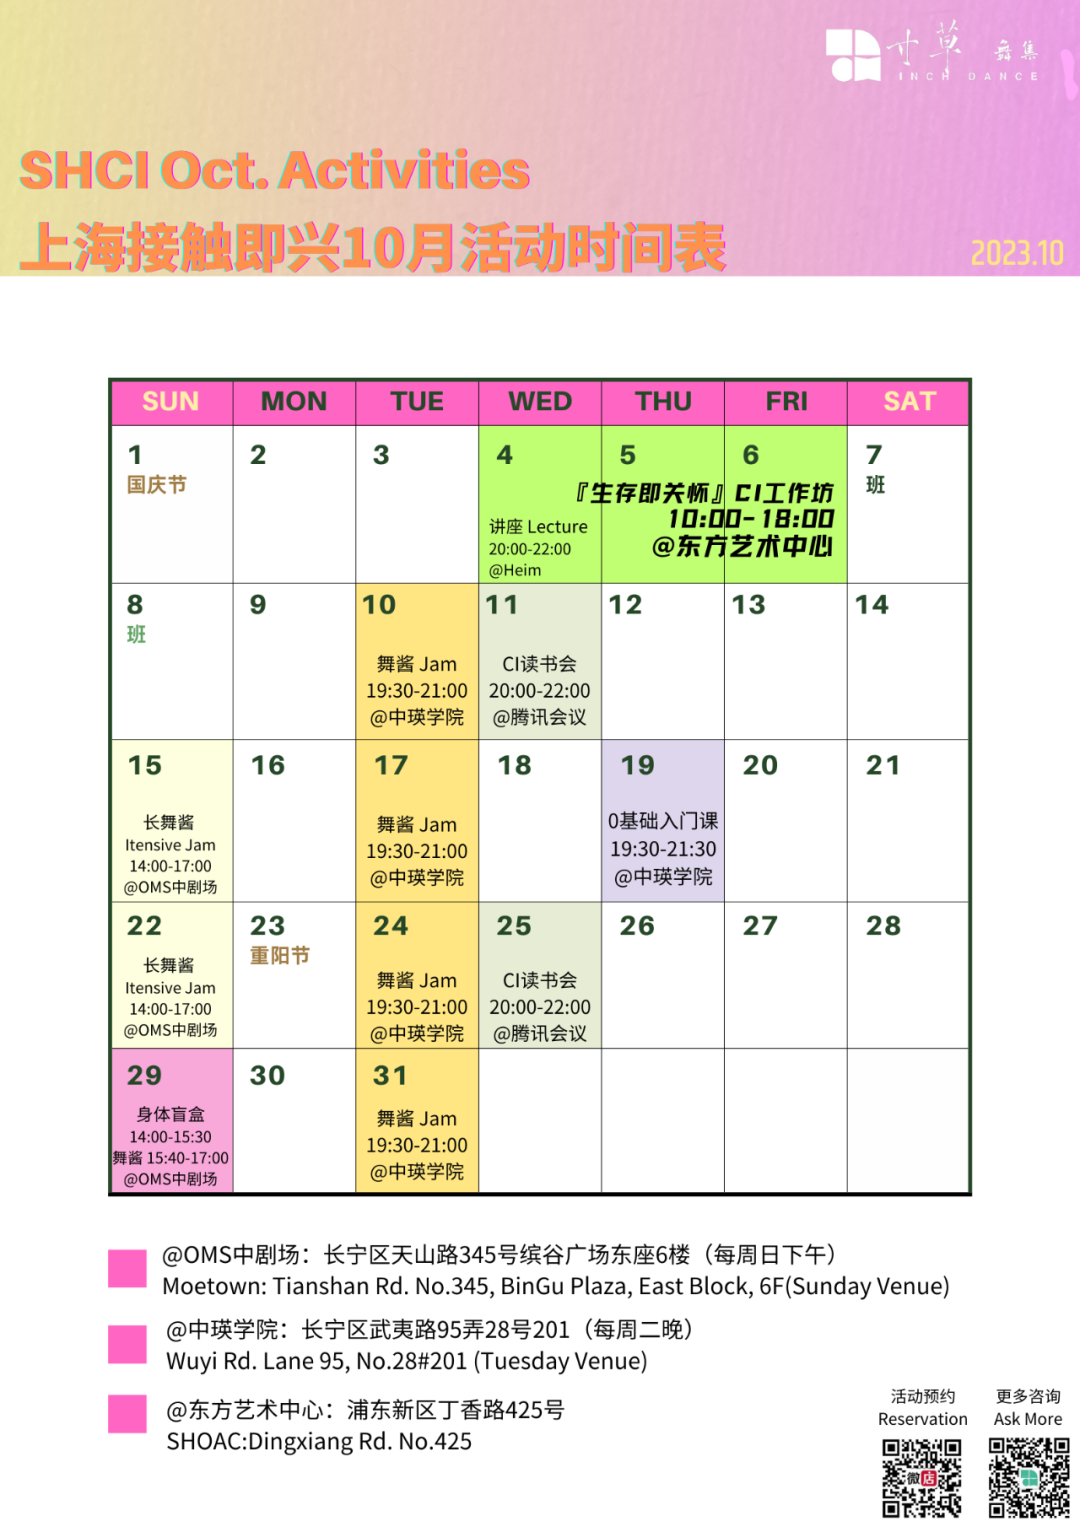 寸草 舞集
INCH DANCE
SHCI Oct. Activities
上海接触即兴10月活动时间表
2023.10
SUN MON TUE WED THU FRI SAT
1 2 3 4 5 6 7
国庆节
班
『生存即关怀』CI工作坊
10:00-18:00
@东方艺术中心
讲座 Lecture
20:00-22:00
@Heim
8 9 10 11 12 13 14
班
舞酱 Jam
19:30-21:00
@中瑛学院
CI读书会
20:00-22:00
@腾讯会议
15 16 17 18 19 20 21
长舞酱
Itensive Jam
14:00-17:00
@OMS中剧场
舞酱 Jam
19:30-21:00
@中瑛学院
0基础入门课
19:30-21:30
@中瑛学院
22 23 24 25 26 27 28
长舞酱
Itensive Jam
14:00-17:00
@OMS中剧场
重阳节
舞酱 Jam
19:30-21:00
@中瑛学院
CI读书会
20:00-22:00
@腾讯会议
29 30 31
身体盲盒
14:00-15:30
舞酱 15:40-17:00
@OMS中剧场
舞酱 Jam
19:30-21:00
@中瑛学院
@OMS中剧场：长宁区天山路345号缤谷广场东座6楼（每周日下午）
Moetown: Tianshan Rd. No.345, BinGu Plaza, East Block, 6F(Sunday Venue)
@中瑛学院：长宁区武夷路95弄28号201（每周二晚）
Wuyi Rd. Lane 95, No.28#201 (Tuesday Venue)
@东方艺术中心：浦东新区丁香路425号
SHOAC:Dingxiang Rd. No.425
活动预约
Reservation
更多咨询
Ask More
微店